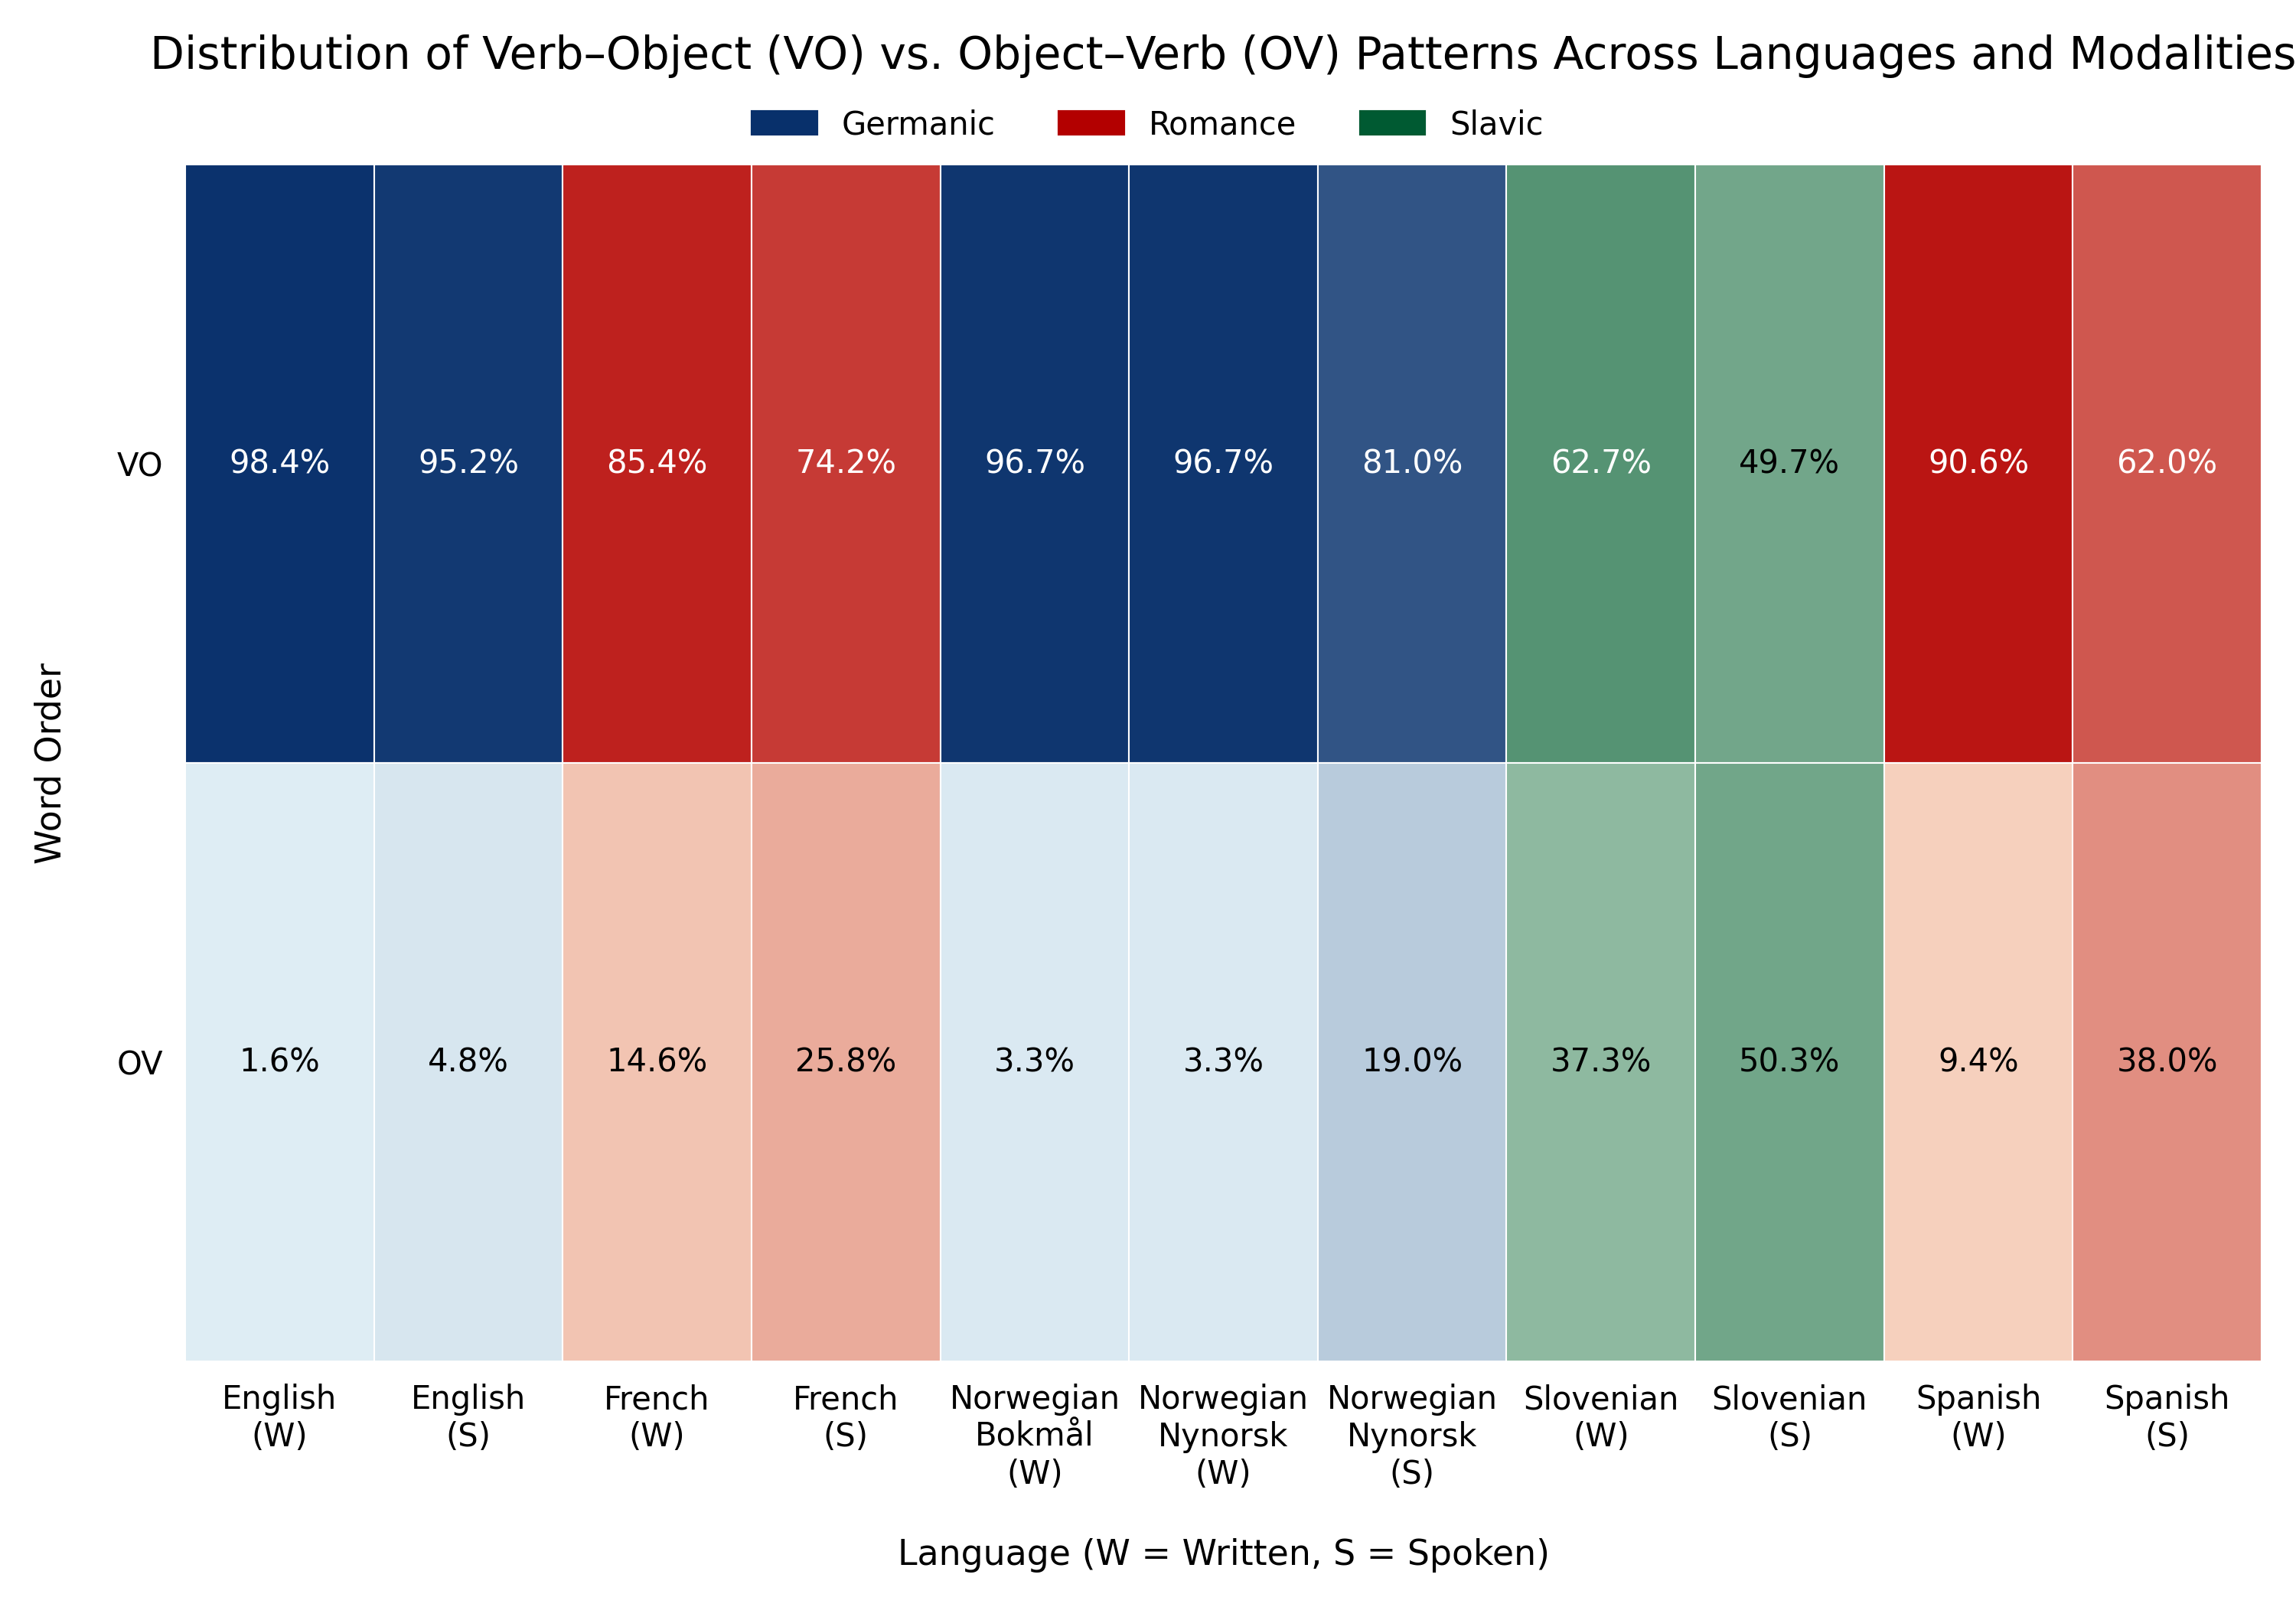 Distribution of Verb–Object (VO) vs. Object–Verb (OV) Patterns Across Languages and Modalities
Germanic Romance Slavic
Word Order
VO 98.4% 95.2% 85.4% 74.2% 96.7% 96.7% 81.0% 62.7% 49.7% 90.6% 62.0%
OV 1.6% 4.8% 14.6% 25.8% 3.3% 3.3% 19.0% 37.3% 50.3% 9.4% 38.0%
English
(W)
English
(S)
French
(W)
French
(S)
Norwegian
Bokmål
(W)
Norwegian
Nynorsk
(W)
Norwegian
Nynorsk
(S)
Slovenian
(W)
Slovenian
(S)
Spanish
(W)
Spanish
(S)
Language (W = Written, S = Spoken)